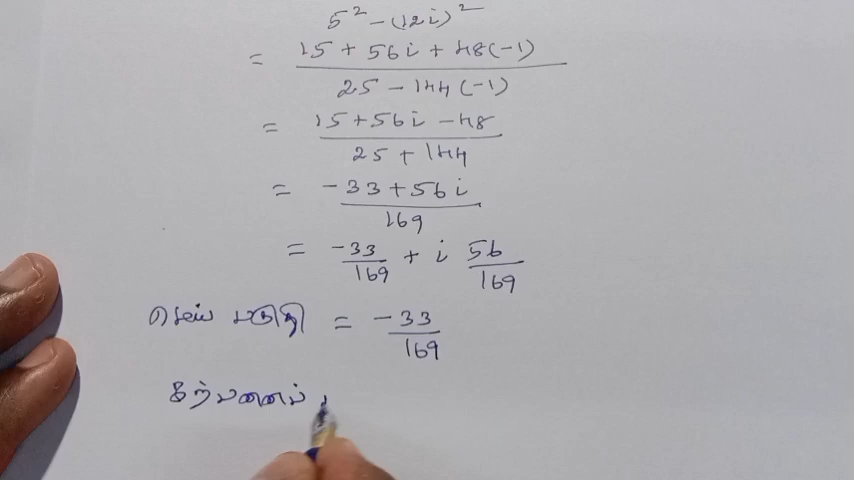 5² - (12i)²
= 15 + 56i + 48(-1) / 25 - 144(-1)
= 15 + 56i - 48 / 25 + 144
= -33 + 56i / 169
= -33/169 + i 56/169
மெய் பகுதி = -33/169
கற்பனைப்